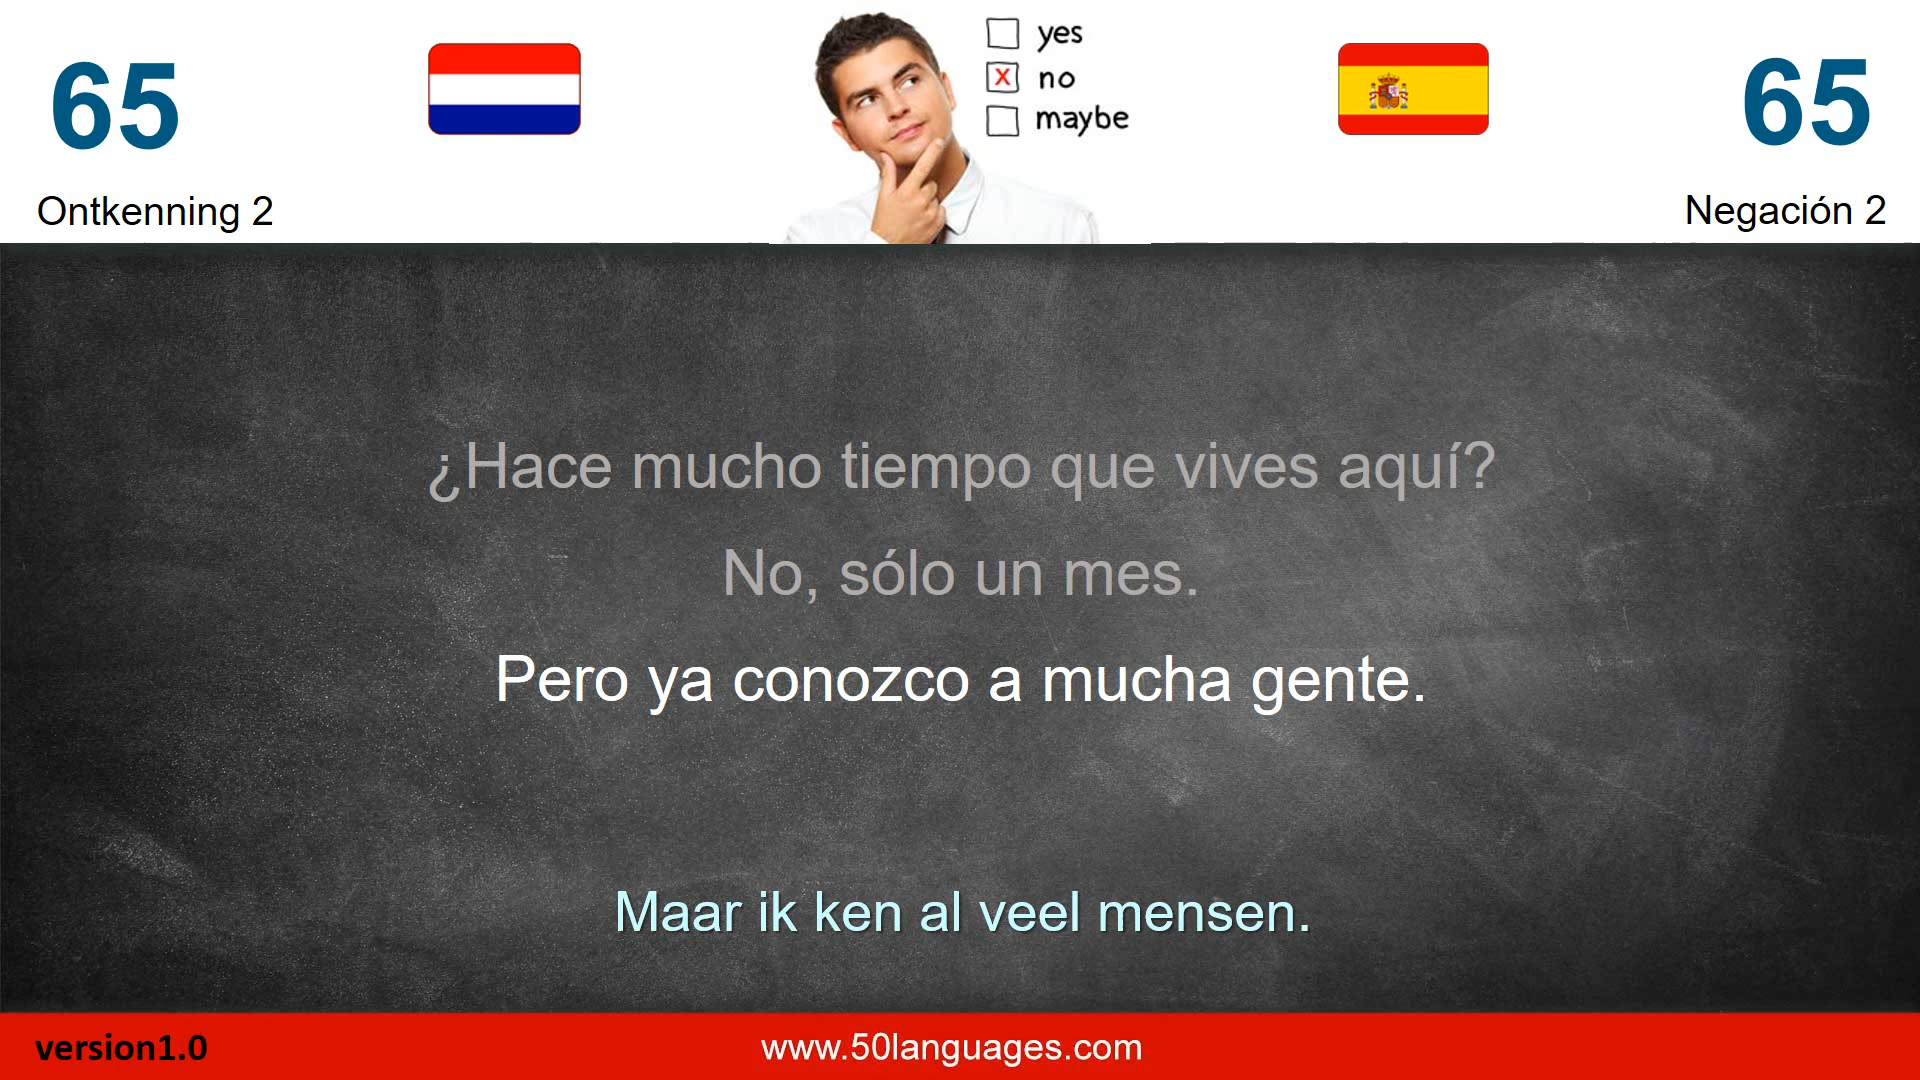 65
65
yes
x no
maybe
Ontkenning 2
Negación 2
¿Hace mucho tiempo que vives aquí?
No, sólo un mes.
Pero ya conozco a mucha gente.
Maar ik ken al veel mensen.
version1.0
www.50languages.com